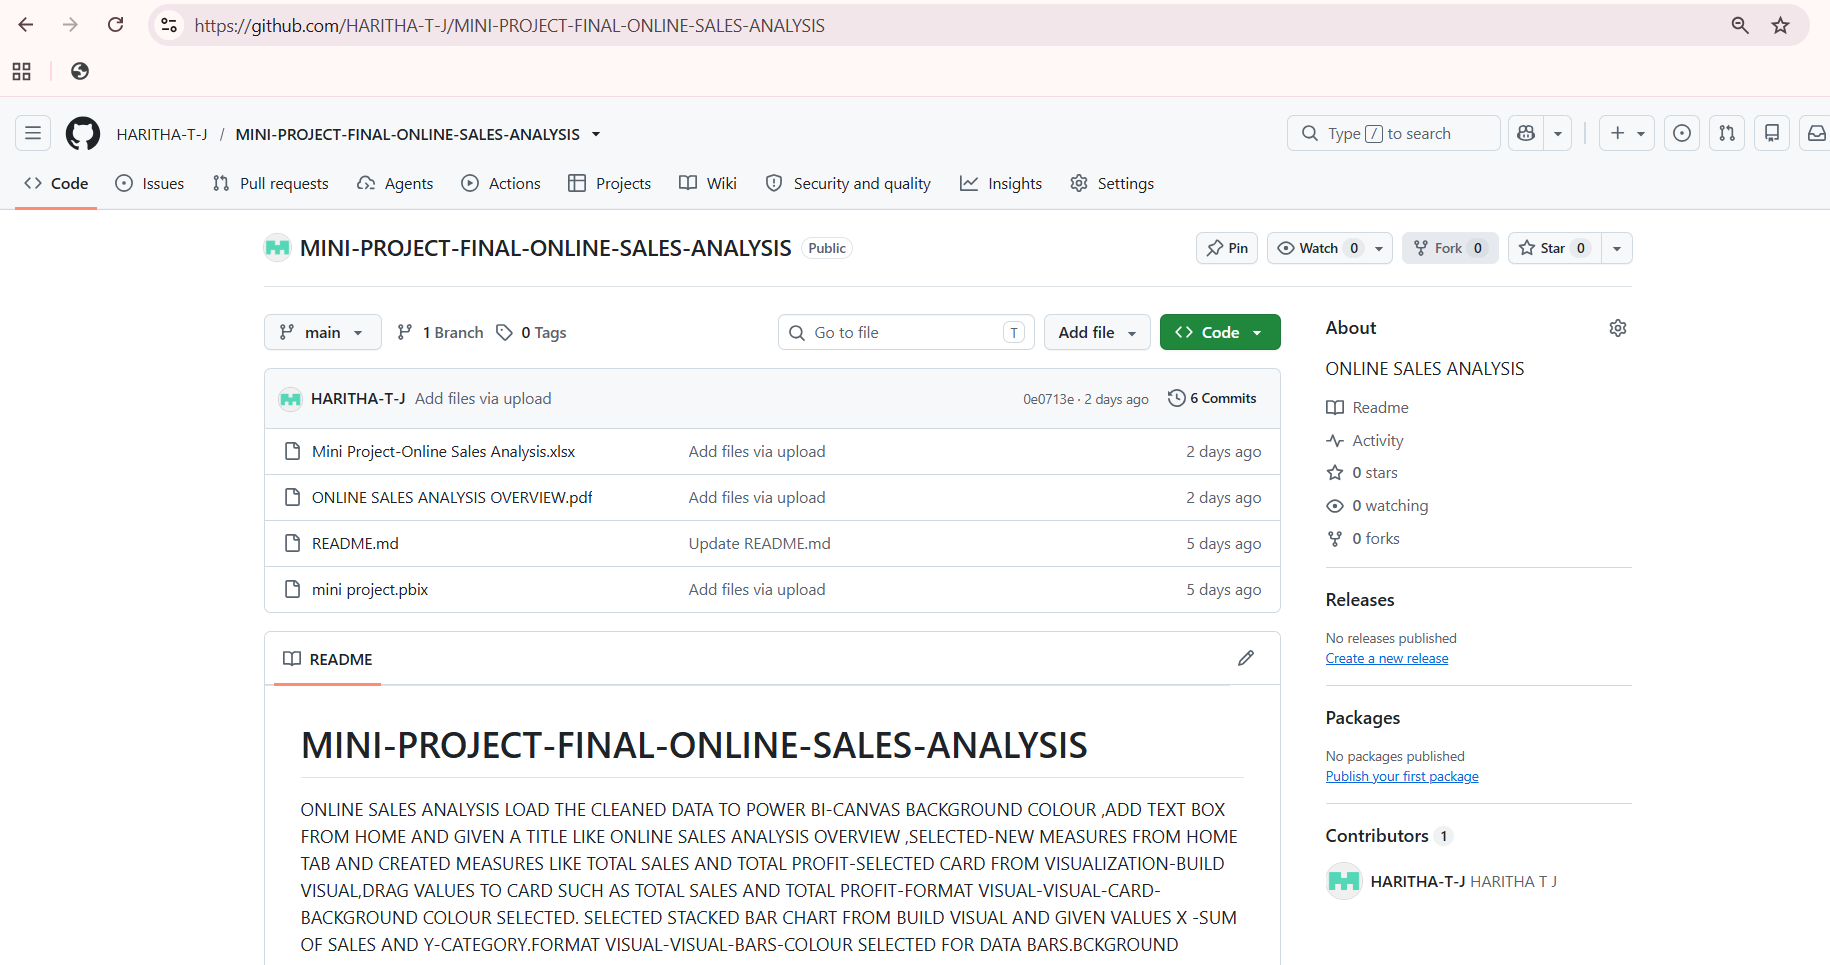 https://github.com/HARITHA-T-J/MINI-PROJECT-FINAL-ONLINE-SALES-ANALYSIS
HARITHA-T-J / MINI-PROJECT-FINAL-ONLINE-SALES-ANALYSIS
Type / to search
Code Issues Pull requests Agents Actions Projects Wiki Security and quality Insights Settings
MINI-PROJECT-FINAL-ONLINE-SALES-ANALYSIS Public
Pin Watch 0 Fork 0 Star 0
main 1 Branch 0 Tags Go to file T Add file Code
HARITHA-T-J Add files via upload 0e0713e · 2 days ago 6 Commits
Mini Project-Online Sales Analysis.xlsx Add files via upload 2 days ago
ONLINE SALES ANALYSIS OVERVIEW.pdf Add files via upload 2 days ago
README.md Update README.md 5 days ago
mini project.pbix Add files via upload 5 days ago
README
MINI-PROJECT-FINAL-ONLINE-SALES-ANALYSIS
ONLINE SALES ANALYSIS LOAD THE CLEANED DATA TO POWER BI-CANVAS BACKGROUND COLOUR ,ADD TEXT BOX
FROM HOME AND GIVEN A TITLE LIKE ONLINE SALES ANALYSIS OVERVIEW ,SELECTED-NEW MEASURES FROM HOME
TAB AND CREATED MEASURES LIKE TOTAL SALES AND TOTAL PROFIT-SELECTED CARD FROM VISUALIZATION-BUILD
VISUAL,DRAG VALUES TO CARD SUCH AS TOTAL SALES AND TOTAL PROFIT-FORMAT VISUAL-VISUAL-CARD-
BACKGROUND COLOUR SELECTED. SELECTED STACKED BAR CHART FROM BUILD VISUAL AND GIVEN VALUES X -SUM
OF SALES AND Y-CATEGORY.FORMAT VISUAL-VISUAL-BARS-COLOUR SELECTED FOR DATA BARS.BCKGROUND
About
ONLINE SALES ANALYSIS
Readme
Activity
0 stars
0 watching
0 forks
Releases
No releases published
Create a new release
Packages
No packages published
Publish your first package
Contributors 1
HARITHA-T-J HARITHA T J